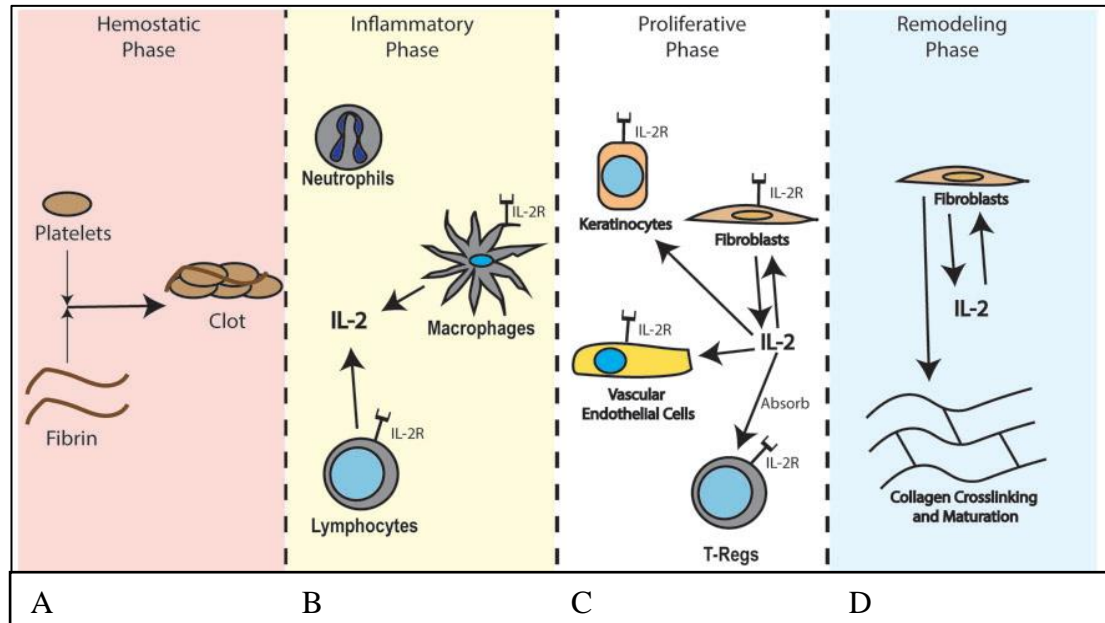 Hemostatic
Phase
Platelets
Clot
Fibrin
Inflammatory
Phase
Neutrophils
IL-2R
Macrophages
IL-2
IL-2R
Lymphocytes
Proliferative
Phase
IL-2R
Keratinocytes
IL-2R
Fibroblasts
IL-2R
IL-2
Vascular
Endothelial Cells
Absorb
IL-2R
T-Regs
Remodeling
Phase
Fibroblasts
IL-2
Collagen Crosslinking
and Maturation
A
B
C
D